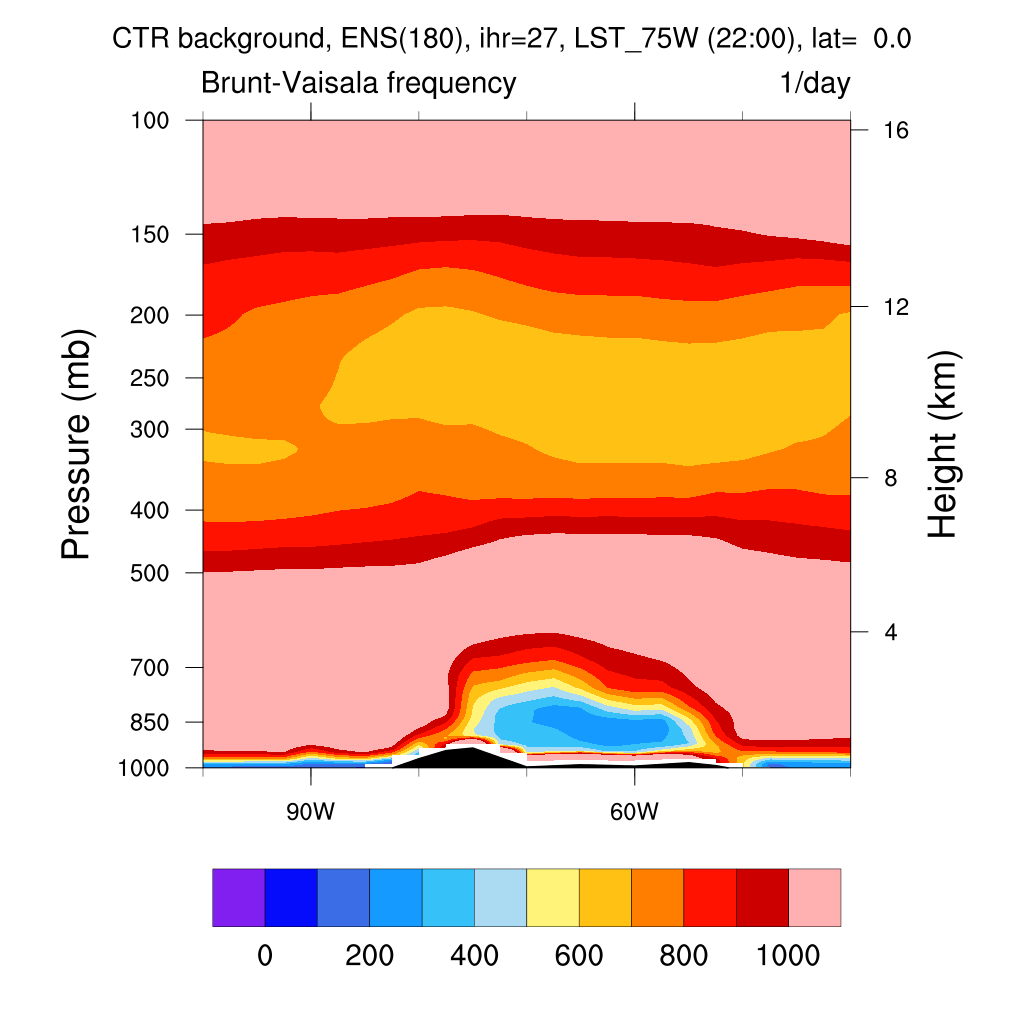 CTR background, ENS(180), ihr=27, LST_75W (22:00), lat=  0.0
Brunt-Vaisala frequency 1/day
100
150
200
250
300
400
500
700
850
1000
Pressure (mb)
16
12
8
4
Height (km)
90W 60W
0 200 400 600 800 1000